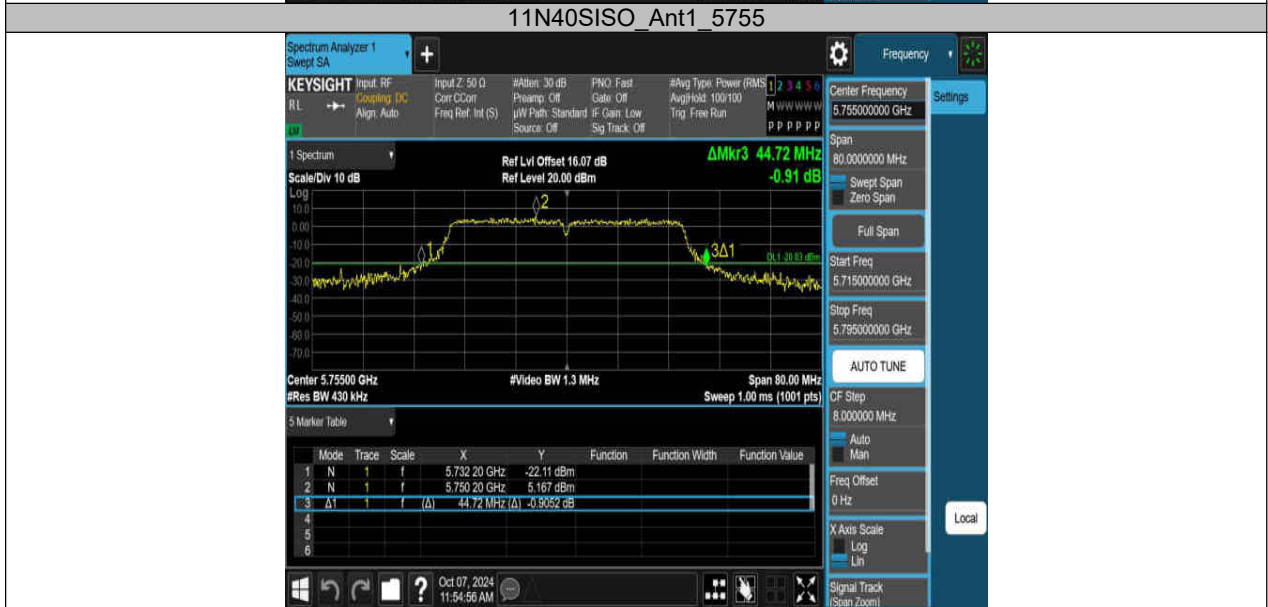 11N40SISO_Ant1_5755
Spectrum Analyzer 1
Swept SA
+
Frequency
KEYSIGHT
RL
Input: RF
Coupling: DC
Align: Auto
Input Z: 50 Ω
Corr CCorr
Freq Ref: Int (S)
#Atten: 30 dB
Preamp: Off
µW Path: Standard
Source: Off
PNO: Fast
Gate: Off
IF Gain: Low
Sig Track: Off
#Avg Type: Power (RMS
Avg|Hold: 100/100
Trig: Free Run
1 2 3 4 5 6
M W W W W W
P P P P P P
1 Spectrum
Scale/Div 10 dB
Ref Lvl Offset 16.07 dB
Ref Level 20.00 dBm
ΔMkr3 44.72 MHz
-0.91 dB
Log
10.0
0.00
-10.0
-20.0
-30.0
-40.0
-50.0
-60.0
-70.0
1
2
3Δ1
DL1 -20.83 dBm
Center 5.75500 GHz
#Video BW 1.3 MHz
Span 80.00 MHz
#Res BW 430 kHz
Sweep 1.00 ms (1001 pts)
5 Marker Table
Mode Trace Scale X Y Function Function Width Function Value
1 N 1 f 5.732 20 GHz -22.11 dBm
2 N 1 f 5.750 20 GHz 5.167 dBm
3 Δ1 1 f (Δ) 44.72 MHz (Δ) -0.9052 dB
4
5
6
?
Oct 07, 2024
11:54:56 AM
Center Frequency
5.755000000 GHz
Settings
Span
80.0000000 MHz
Swept Span
Zero Span
Full Span
Start Freq
5.715000000 GHz
Stop Freq
5.795000000 GHz
AUTO TUNE
CF Step
8.000000 MHz
Auto
Man
Freq Offset
0 Hz
X Axis Scale
Log
Lin
Local
Signal Track
(Span Zoom)